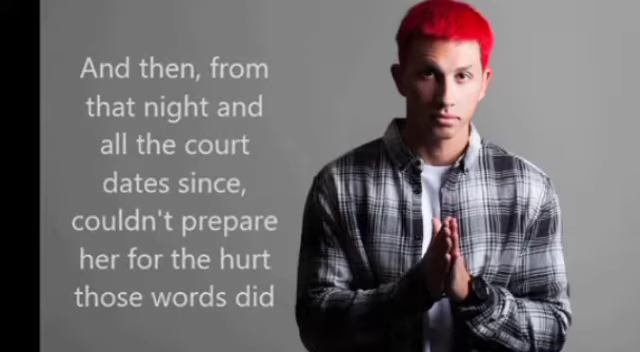 And then, from
that night and
all the court
dates since,
couldn't prepare
her for the hurt
those words did